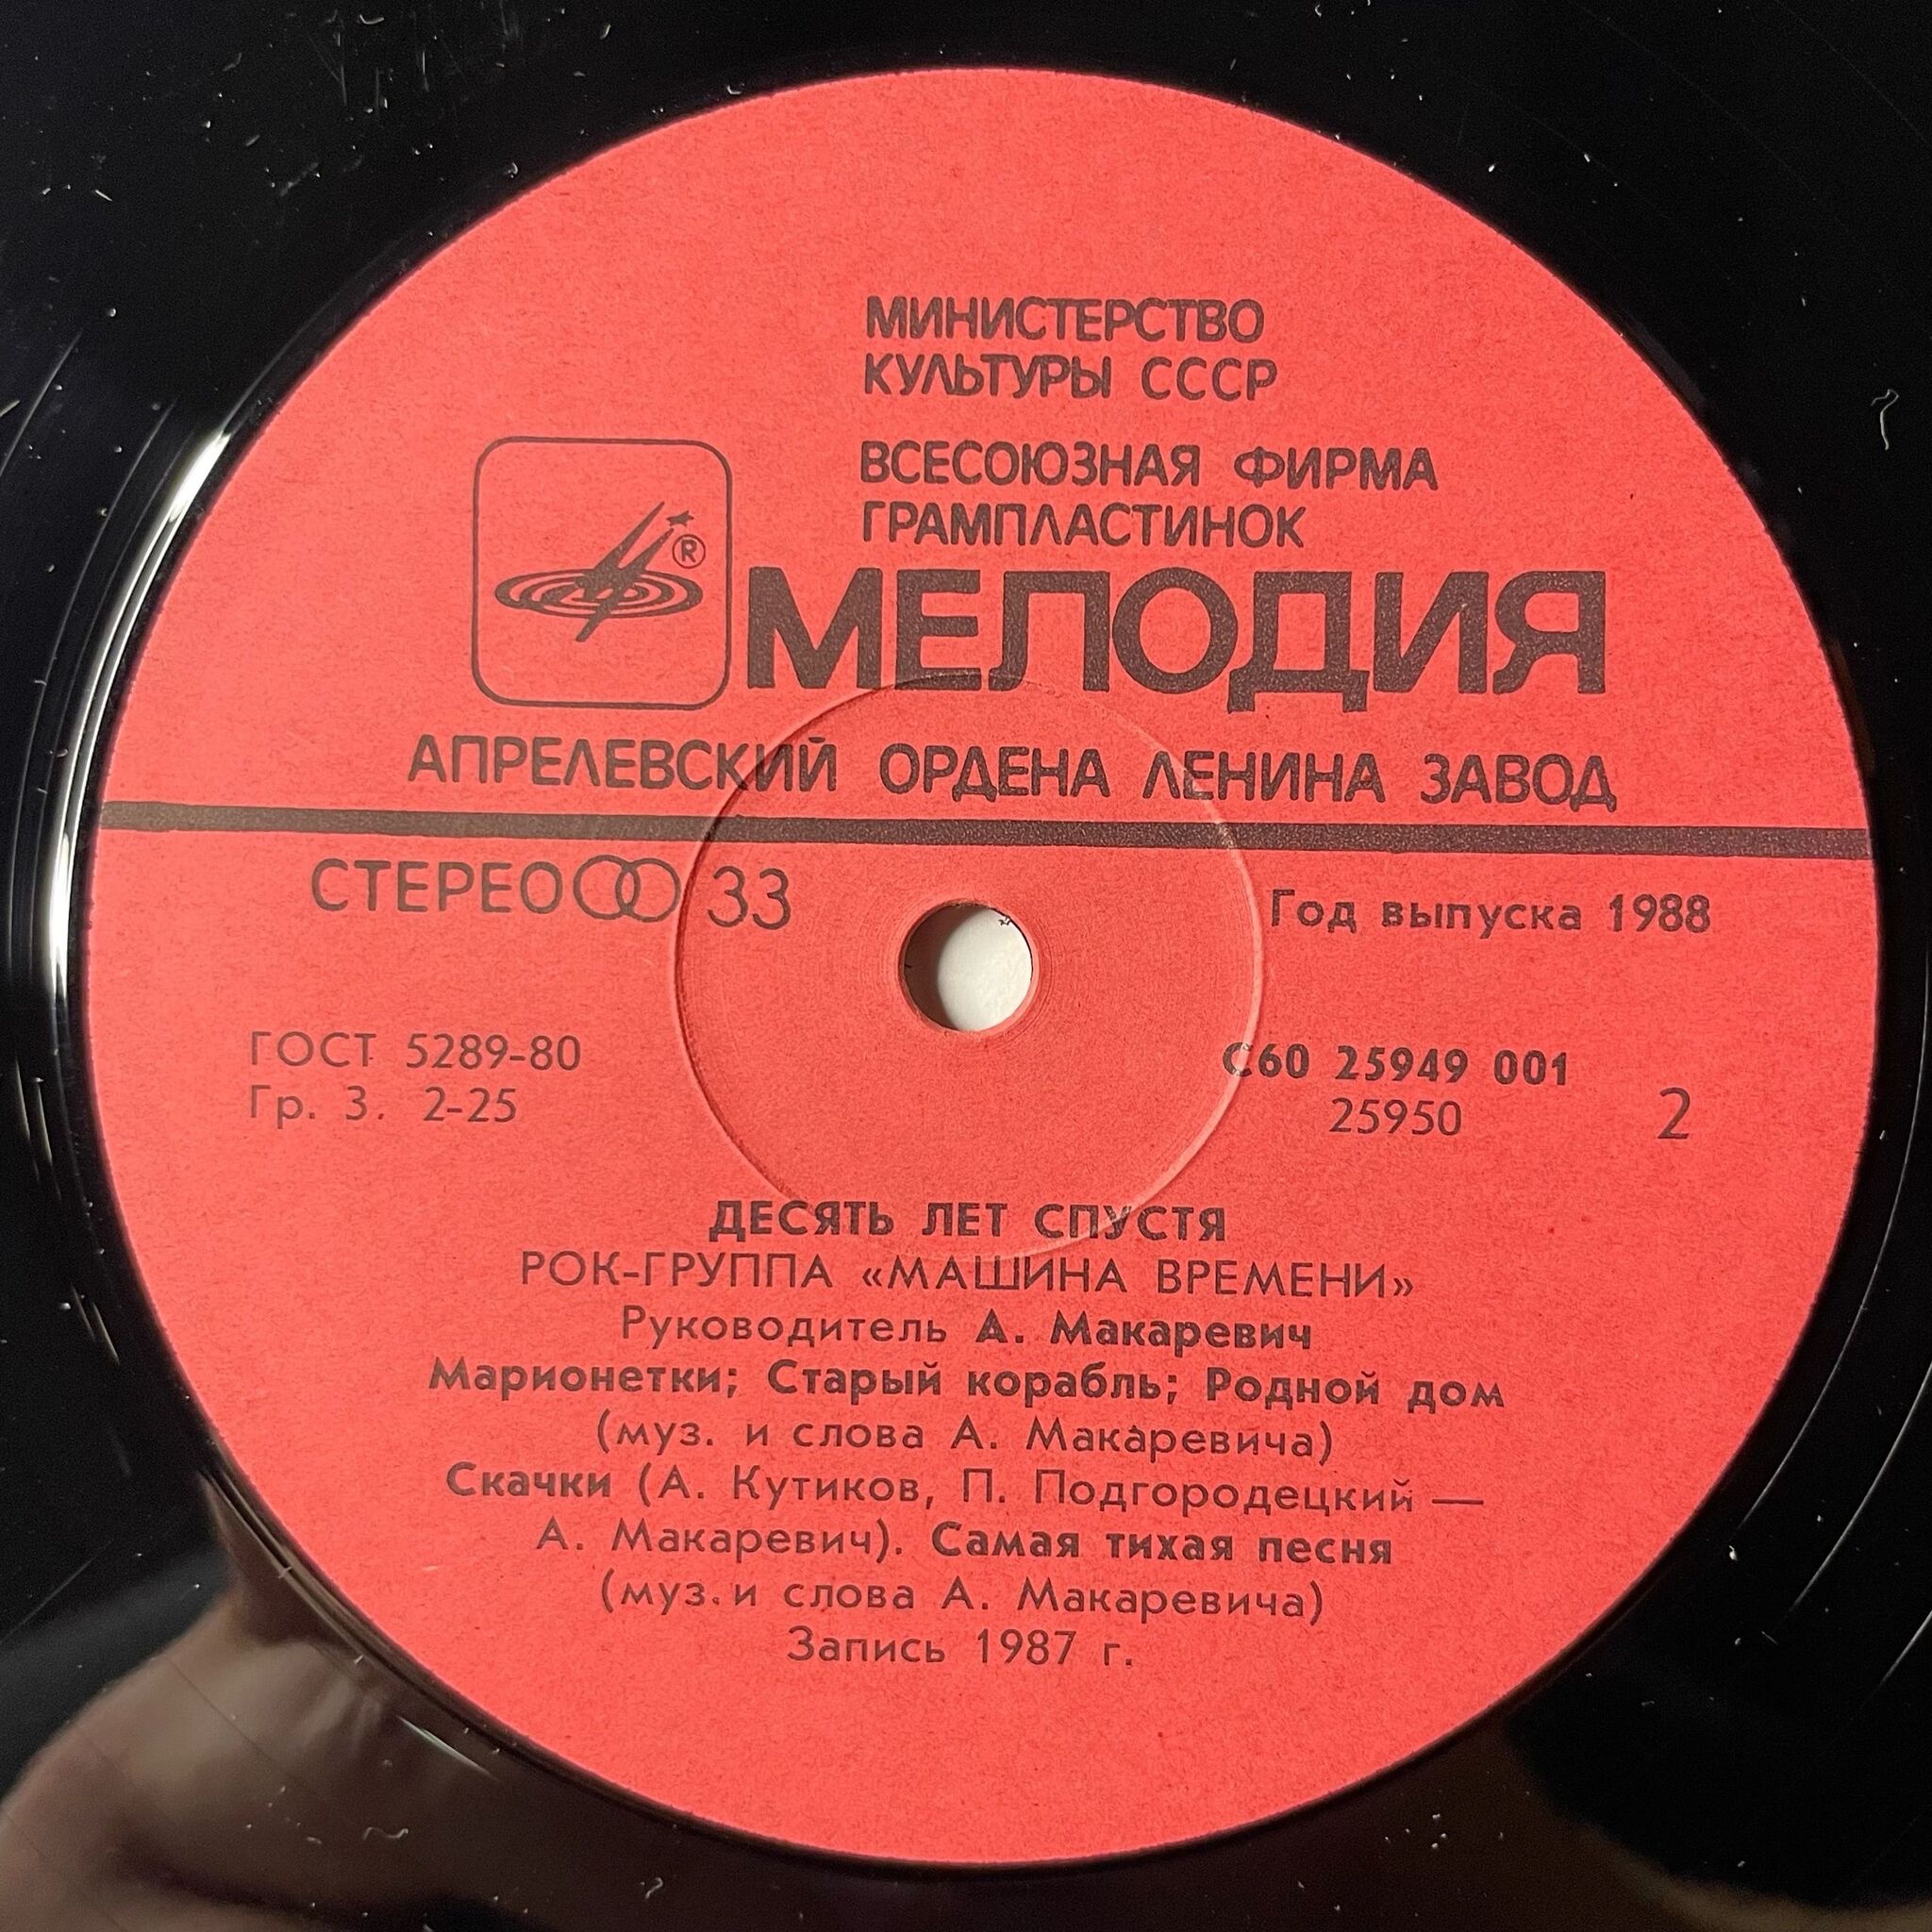 МИНИСТЕРСТВО
КУЛЬТУРЫ СССР
ВСЕСОЮЗНАЯ ФИРМА
ГРАМПЛАСТИНОК
®
МЕЛОДИЯ
АПРЕЛЕВСКИЙ ОРДЕНА ЛЕНИНА ЗАВОД
СТЕРЕО 33
Год выпуска 1988
ГОСТ 5289-80
Гр. 3. 2-25
С60 25949 001
25950
2
ДЕСЯТЬ ЛЕТ СПУСТЯ
РОК-ГРУППА «МАШИНА ВРЕМЕНИ»
Руководитель А. Макаревич
Марионетки; Старый корабль; Родной дом
(муз. и слова А. Макаревича)
Скачки (А. Кутиков, П. Подгородецкий —
А. Макаревич). Самая тихая песня
(муз. и слова А. Макаревича)
Запись 1987 г.